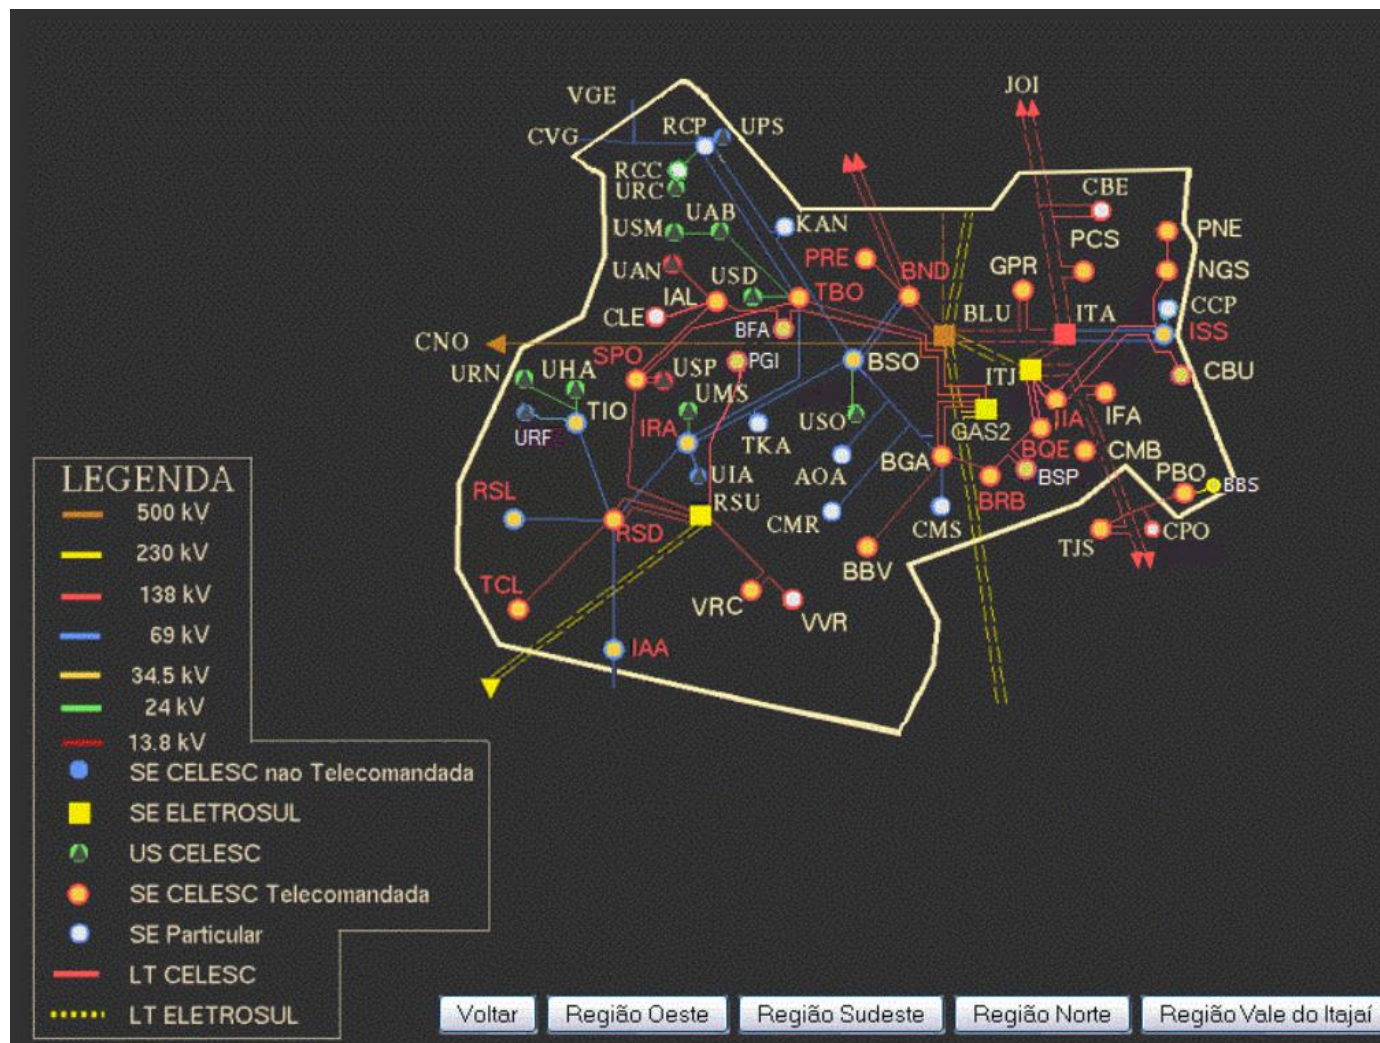 JOI
VGE
CVG
RCP
UPS
RCC
URC
CBE
USM
UAB
KAN
PCS
PNE
UAN
USD
PRE
BND
GPR
NGS
IAL
TBO
CCP
CLE
BFA
BLU
ITA
ISS
CNO
SPO
USP
PGI
BSO
ITJ
CBU
URN
UHA
UMS
TIO
URF
IRA
TKA
USO
GAS2
IIA
IFA
UIA
AOA
BGA
BQE
CMB
BSP
PBO
BBS
LEGENDA
500 kV
230 kV
138 kV
69 kV
34.5 kV
24 kV
13.8 kV
RSL
RSD
RSU
CMR
CMS
BRB
TJS
CPO
TCL
VRC
VVR
BBV
IAA
SE CELESC nao Telecomandada
SE ELETROSUL
US CELESC
SE CELESC Telecomandada
SE Particular
LT CELESC
LT ELETROSUL
Voltar
Região Oeste
Região Sudeste
Região Norte
Região Vale do Itajaí